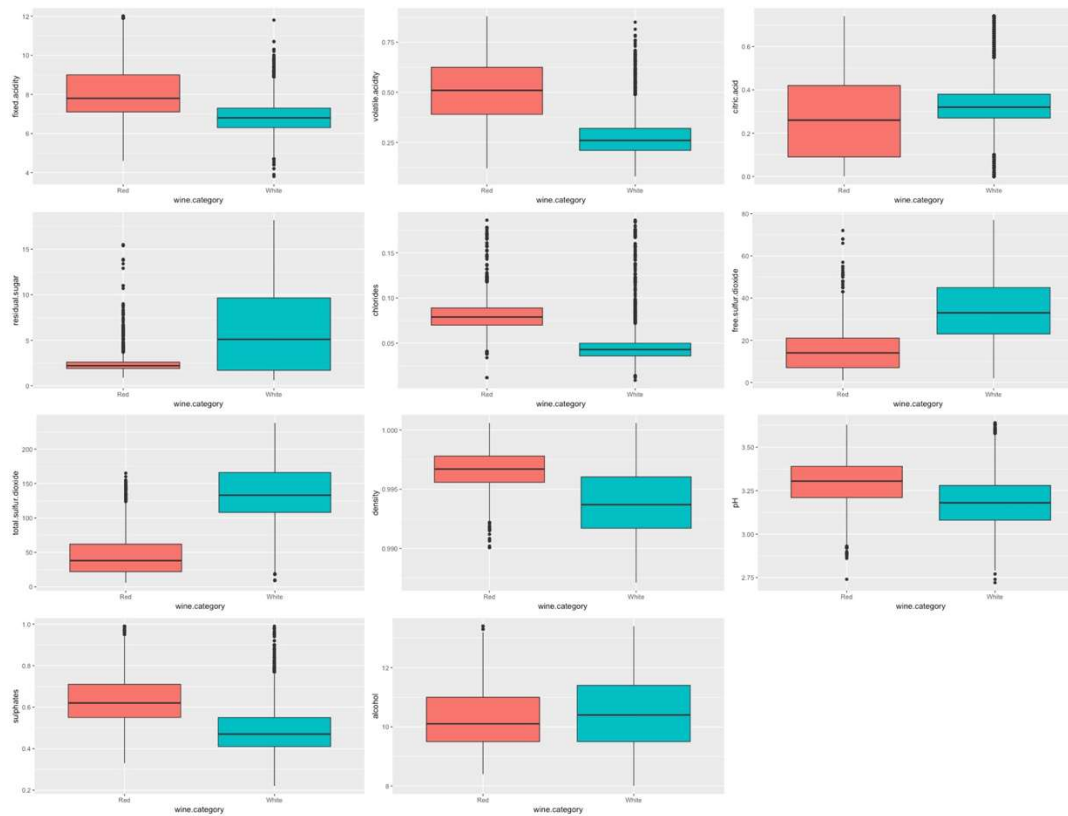 fixed.acidity
12
10
8
6
4
Red
White
wine.category
volatile.acidity
0.75
0.50
0.25
Red
White
wine.category
citric.acid
0.6
0.4
0.2
0.0
Red
White
wine.category
residual.sugar
15
10
5
0
Red
White
wine.category
chlorides
0.15
0.10
0.05
Red
White
wine.category
free.sulfur.dioxide
80
60
40
20
0
Red
White
wine.category
total.sulfur.dioxide
200
150
100
50
0
Red
White
wine.category
density
1.000
0.995
0.990
Red
White
wine.category
pH
3.50
3.25
3.00
2.75
Red
White
wine.category
sulphates
1.0
0.8
0.6
0.4
0.2
Red
White
wine.category
alcohol
12
10
8
Red
White
wine.category